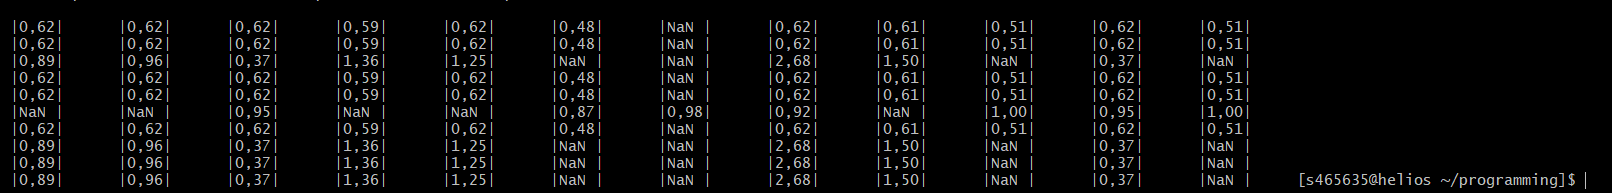 |0,62| |0,62| |0,62| |0,59| |0,62| |0,48| |NaN | |0,62| |0,61| |0,51| |0,62| |0,51|
|0,62| |0,62| |0,62| |0,59| |0,62| |0,48| |NaN | |0,62| |0,61| |0,51| |0,62| |0,51|
|0,89| |0,96| |0,37| |1,36| |1,25| |NaN | |NaN | |2,68| |1,50| |NaN | |0,37| |NaN |
|0,62| |0,62| |0,62| |0,59| |0,62| |0,48| |NaN | |0,62| |0,61| |0,51| |0,62| |0,51|
|0,62| |0,62| |0,62| |0,59| |0,62| |0,48| |NaN | |0,62| |0,61| |0,51| |0,62| |0,51|
|NaN | |NaN | |0,95| |NaN | |NaN | |0,87| |0,98| |0,92| |NaN | |1,00| |0,95| |1,00|
|0,62| |0,62| |0,62| |0,59| |0,62| |0,48| |NaN | |0,62| |0,61| |0,51| |0,62| |0,51|
|0,89| |0,96| |0,37| |1,36| |1,25| |NaN | |NaN | |2,68| |1,50| |NaN | |0,37| |NaN |
|0,89| |0,96| |0,37| |1,36| |1,25| |NaN | |NaN | |2,68| |1,50| |NaN | |0,37| |NaN |
|0,89| |0,96| |0,37| |1,36| |1,25| |NaN | |NaN | |2,68| |1,50| |NaN | |0,37| |NaN | [s465635@helios ~/programming]$